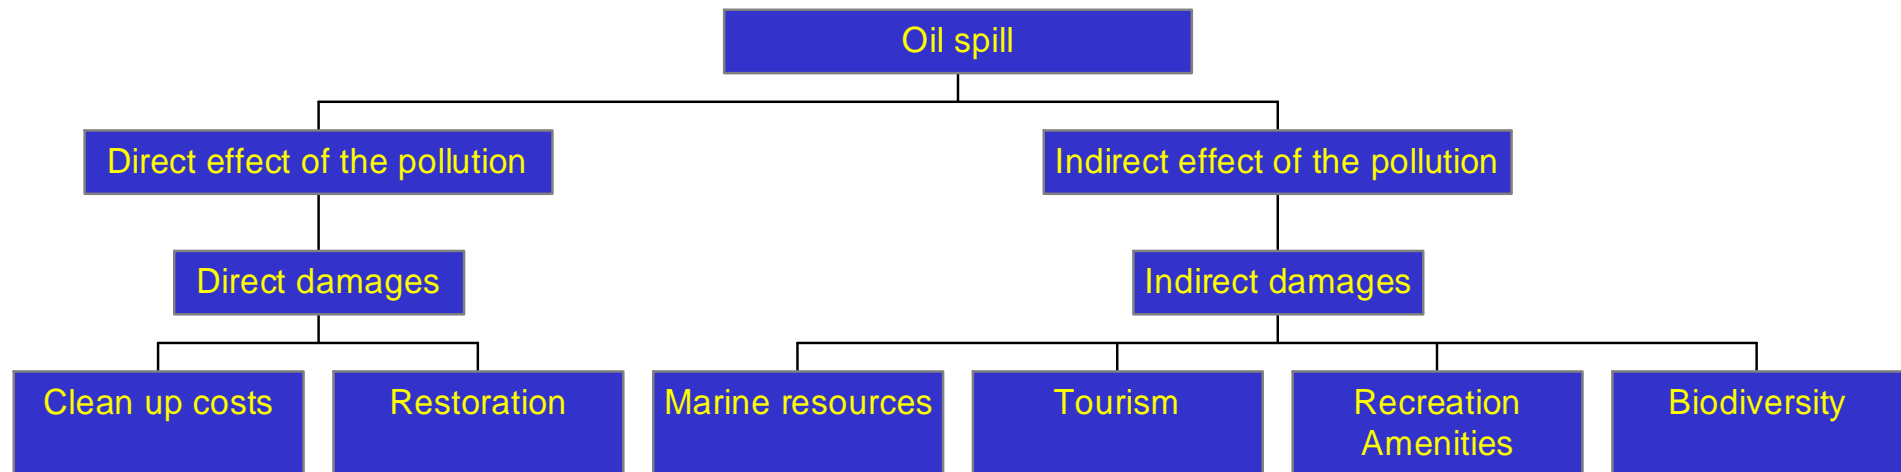 Oil spill
Direct effect of the pollution
Indirect effect of the pollution
Direct damages
Indirect damages
Clean up costs
Restoration
Marine resources
Tourism
Recreation
Amenities
Biodiversity